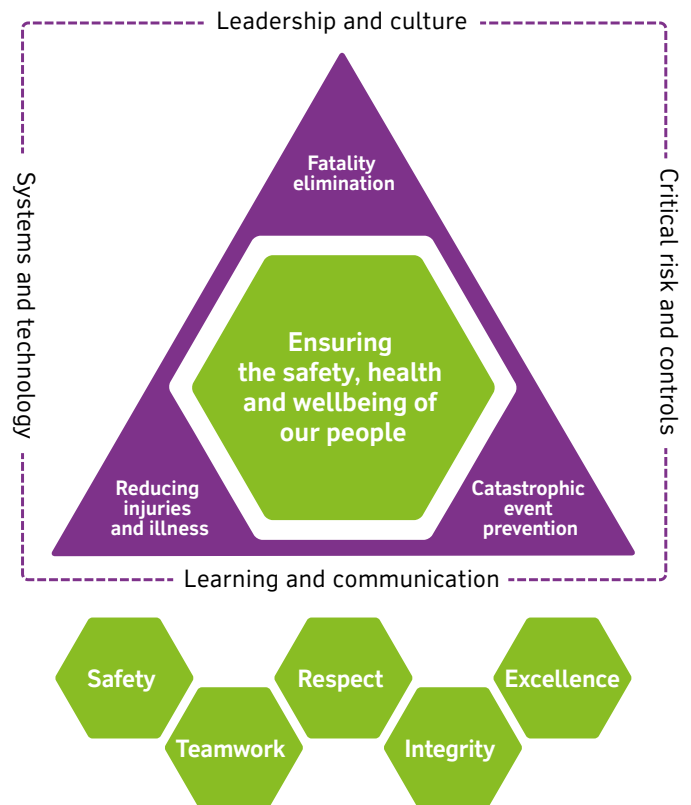 Leadership and culture
Systems and technology
Critical risk and controls
Fatality
elimination
Ensuring
the safety, health
and wellbeing of
our people
Reducing
injuries
and illness
Catastrophic
event
prevention
Learning and communication
Safety
Respect
Excellence
Teamwork
Integrity